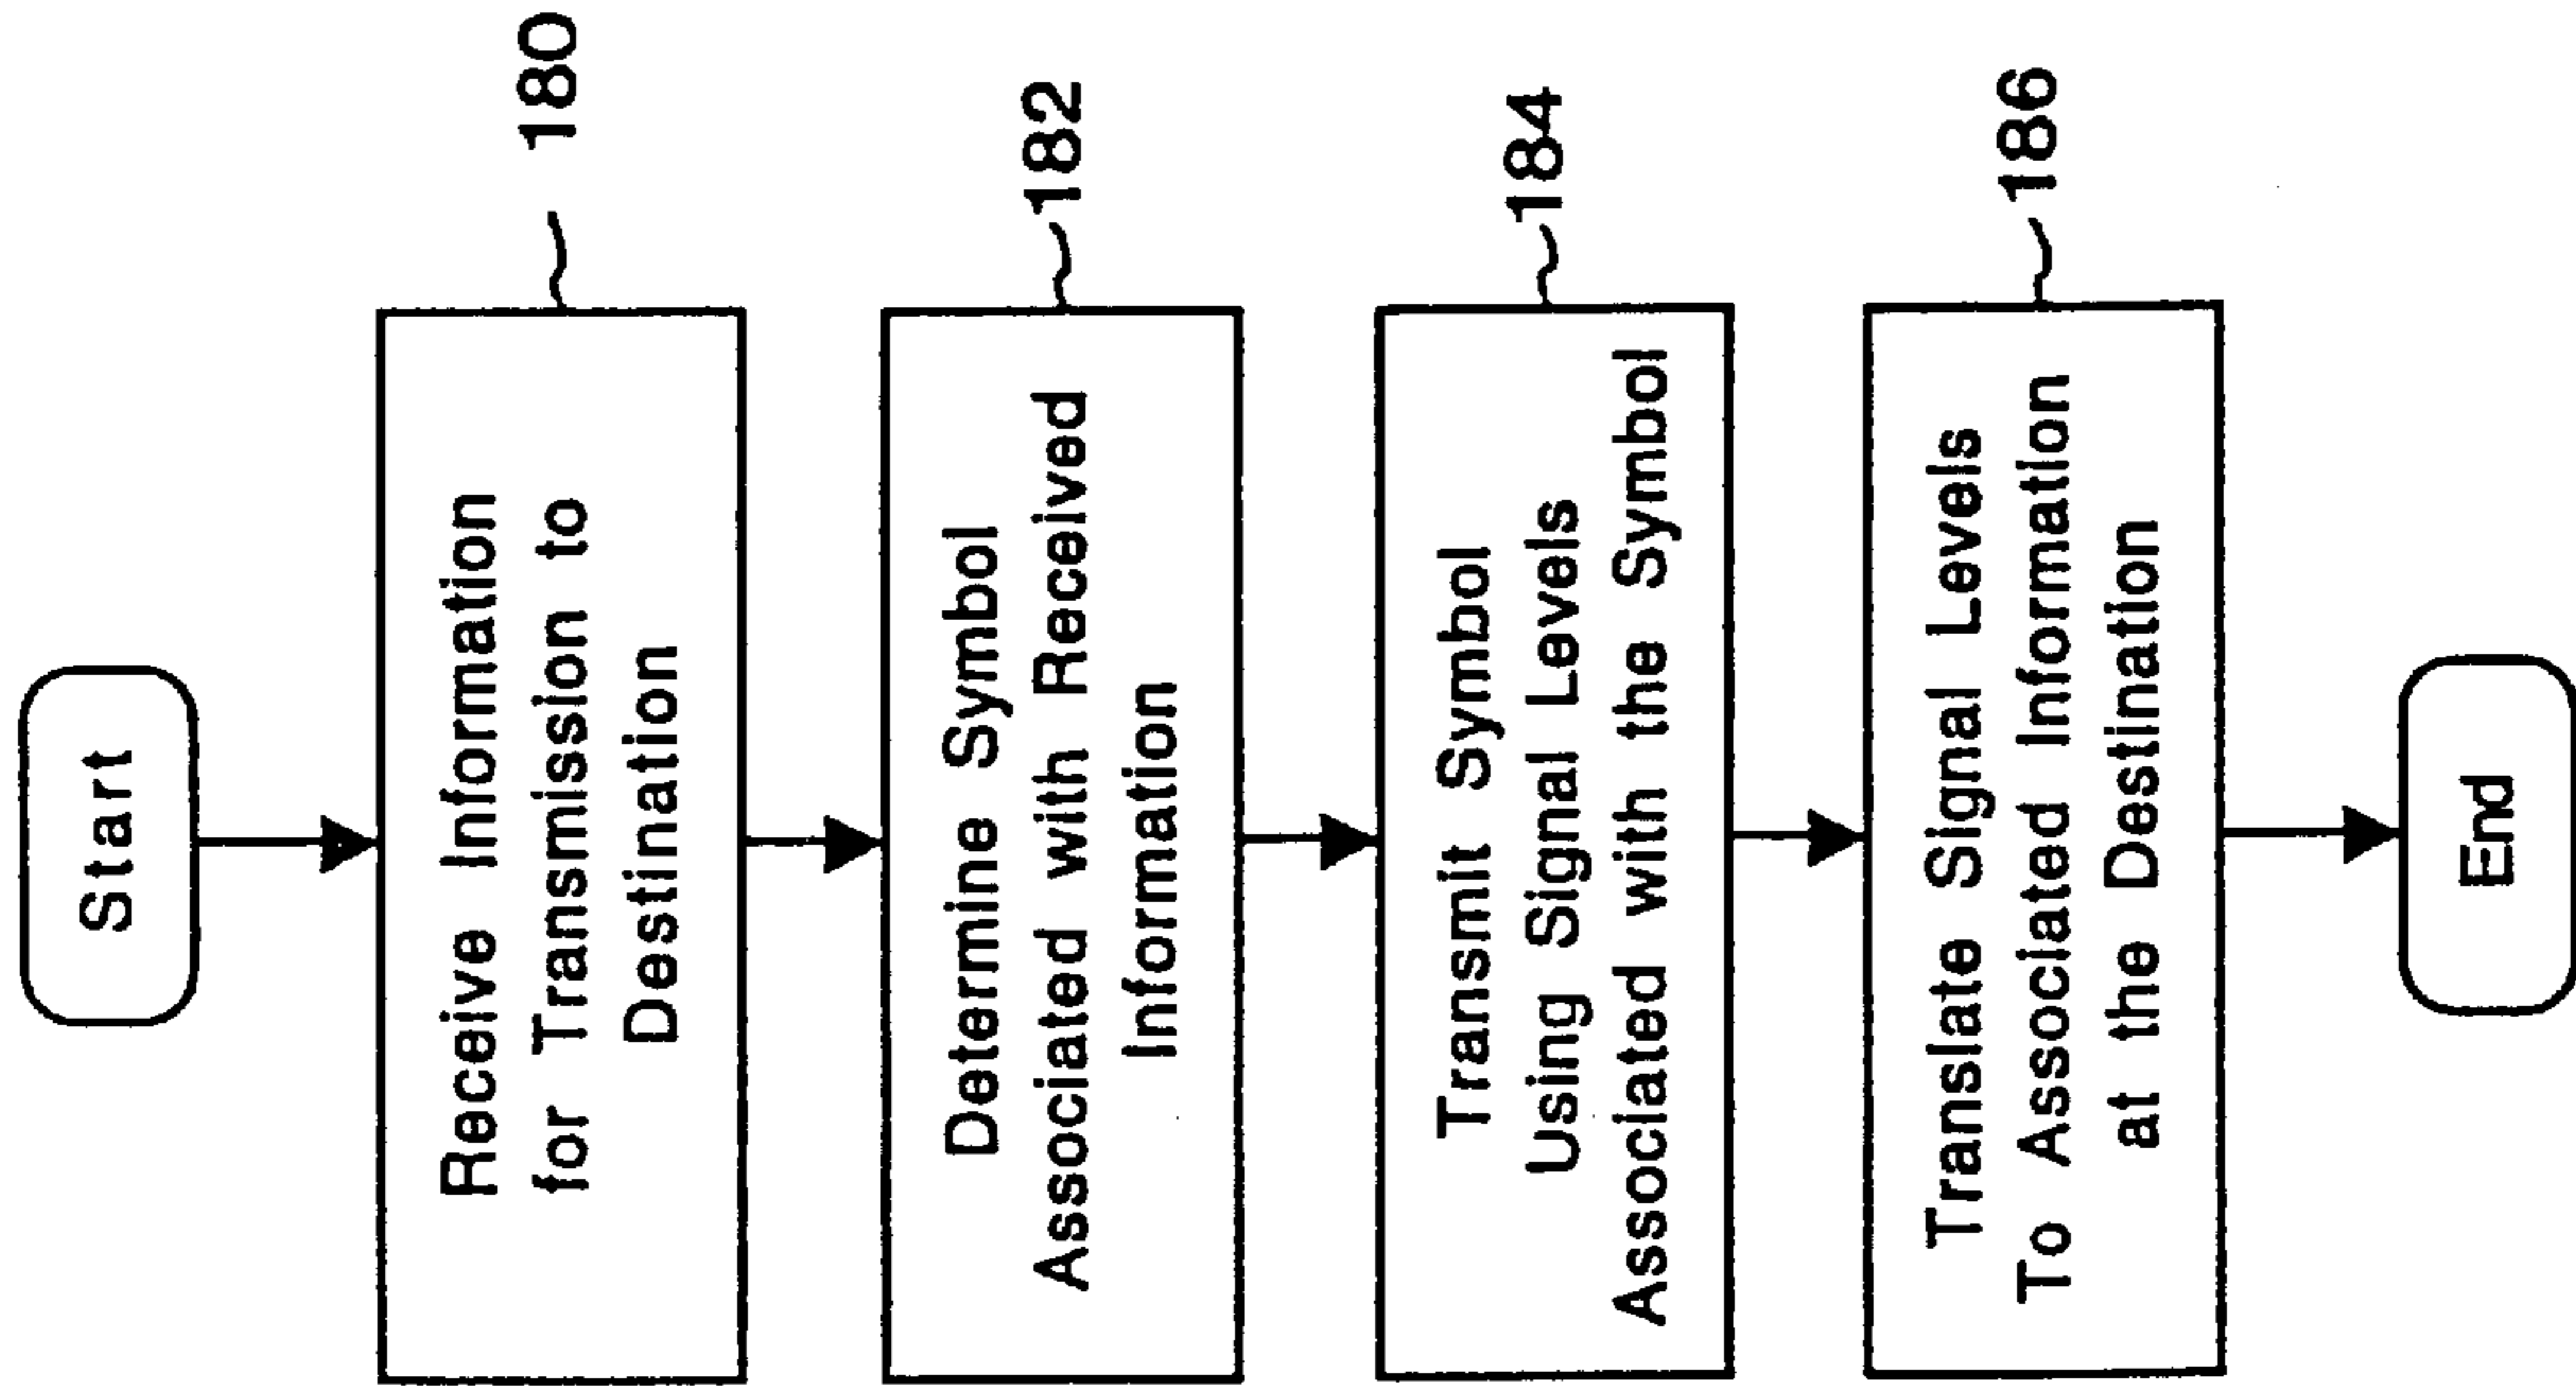 Start
Receive Information
for Transmission to
Destination
180
Determine Symbol
Associated with Received
Information
182
Transmit Symbol
Using Signal Levels
Associated with the Symbol
184
Translate Signal Levels
To Associated Information
at the Destination
186
End